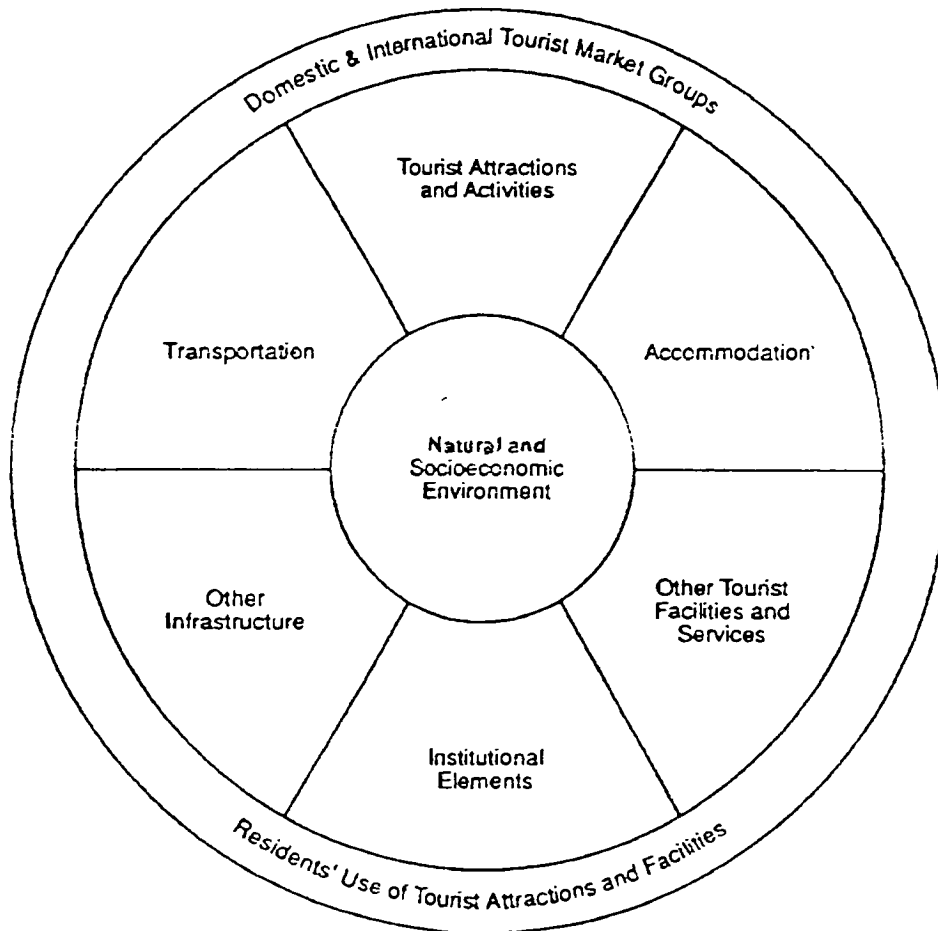 Domestic & International Tourist Market Groups
Tourist Attractions
and Activities
Transportation
Accommodation
Natural and
Socioeconomic
Environment
Other
Infrastructure
Other Tourist
Facilities and
Services
Institutional
Elements
Residents' Use of Tourist Attractions and Facilities